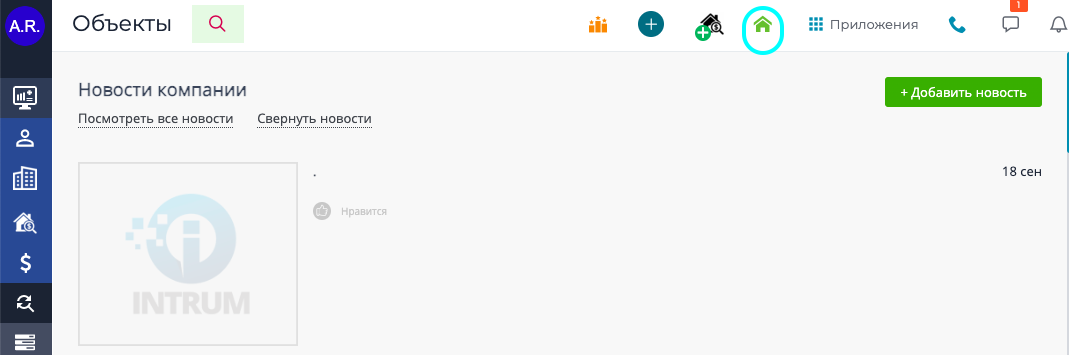 A.R.
Объекты
Приложения
1
Новости компании
+ Добавить новость
Посмотреть все новости Свернуть новости
.
18 сен
Нравится
INTRUM